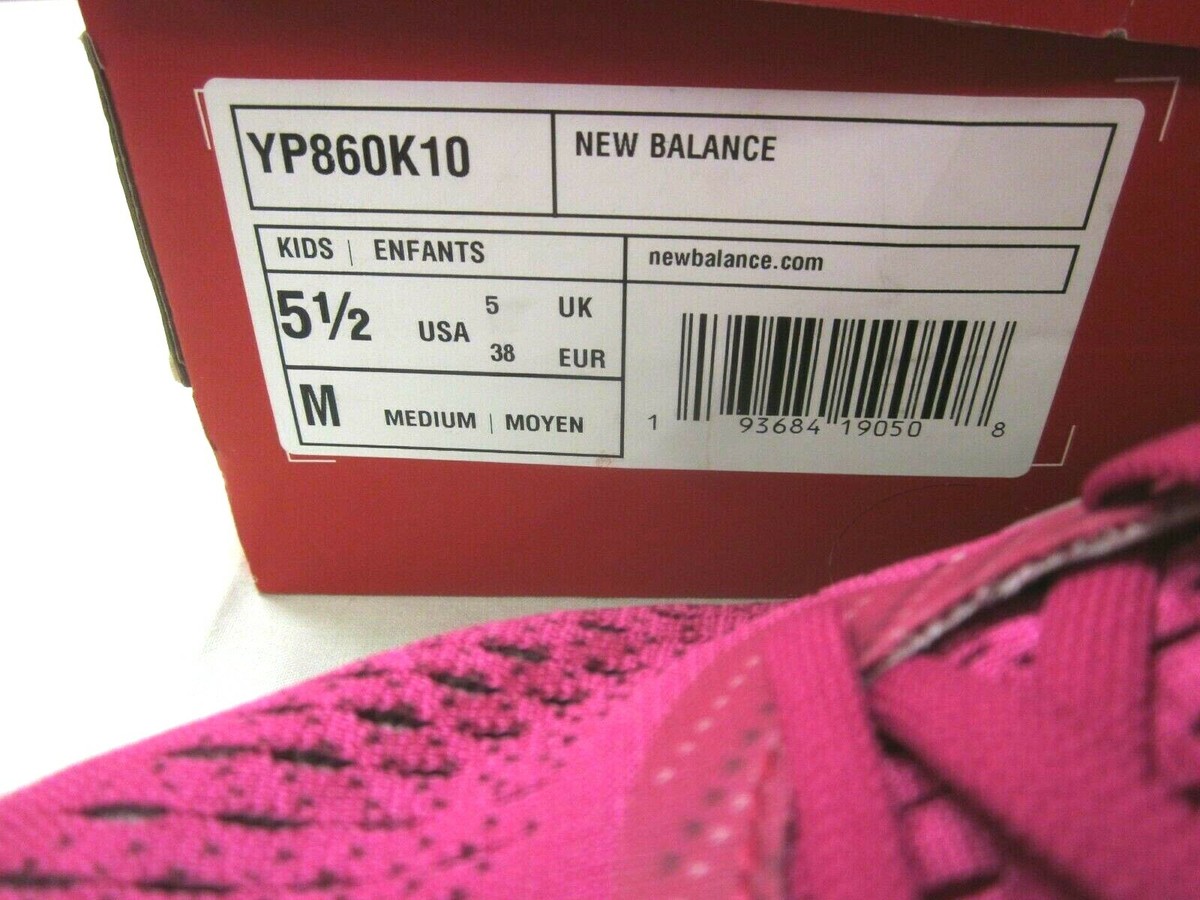 YP860K10
NEW BALANCE
KIDS | ENFANTS
newbalance.com
5½ USA 5 UK
38 EUR
M MEDIUM | MOYEN
1 93684 19050 8